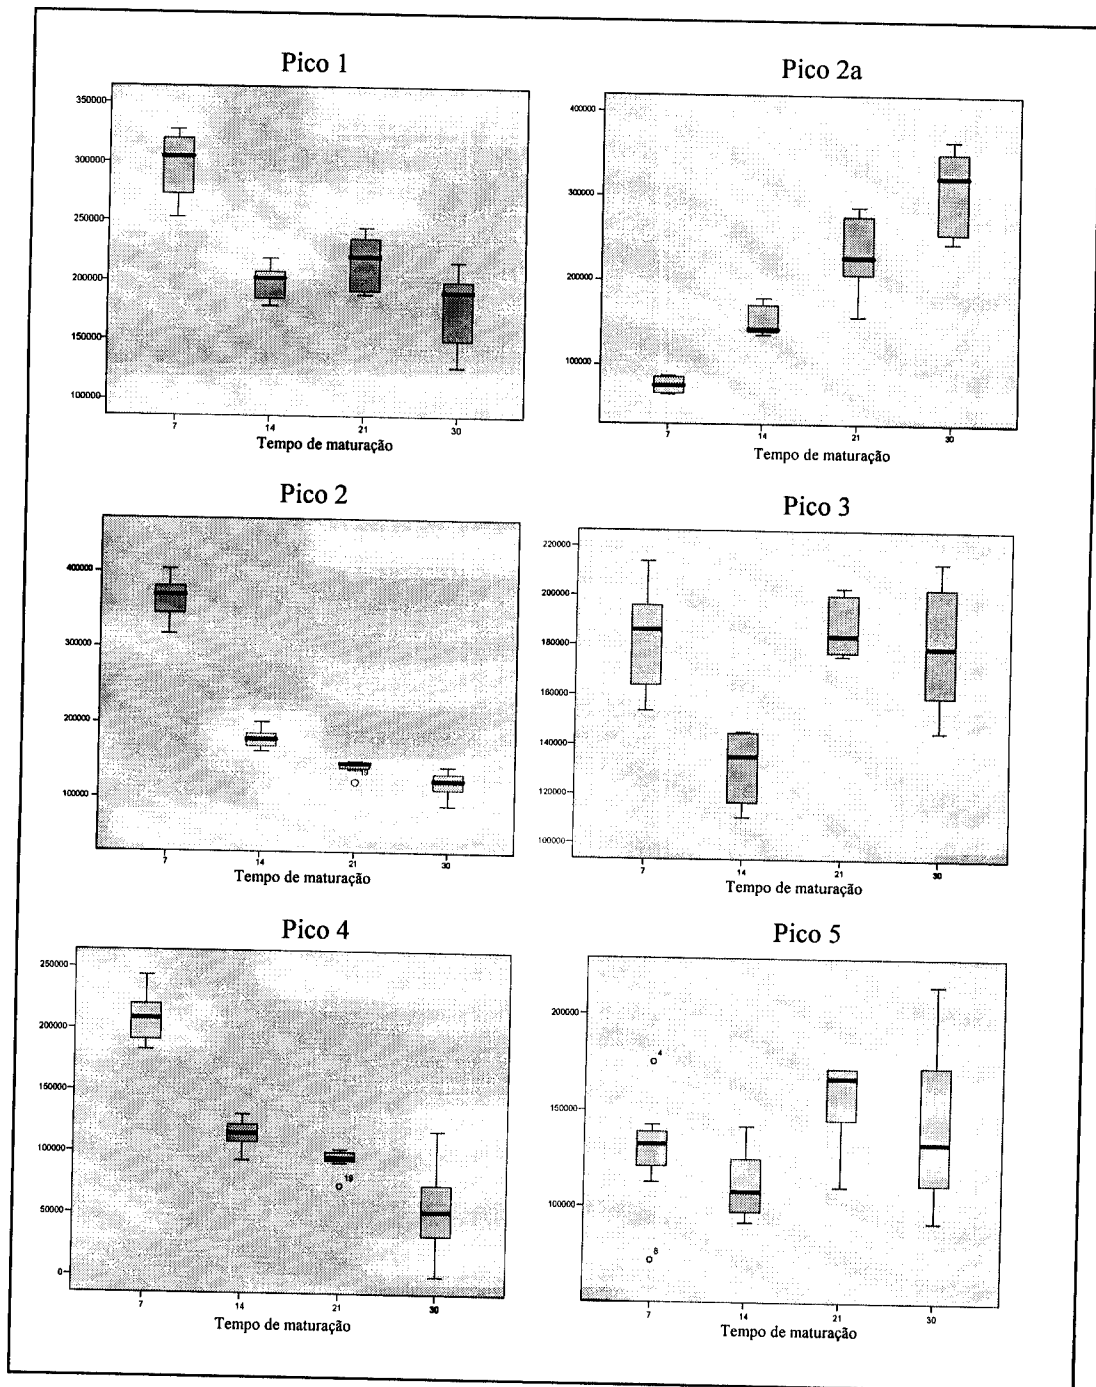 Pico 1
350000
300000
250000
200000
150000
100000
7 14 21 30
Tempo de maturação
Pico 2a
400000
300000
200000
100000
7 14 21 30
Tempo de maturação
Pico 2
400000
300000
200000
100000
19
7 14 21 30
Tempo de maturação
Pico 3
220000
200000
180000
160000
140000
120000
100000
7 14 21 30
Tempo de maturação
Pico 4
250000
200000
150000
100000
50000
0
19
7 14 21 30
Tempo de maturação
Pico 5
200000
150000
100000
4
8
7 14 21 30
Tempo de maturação